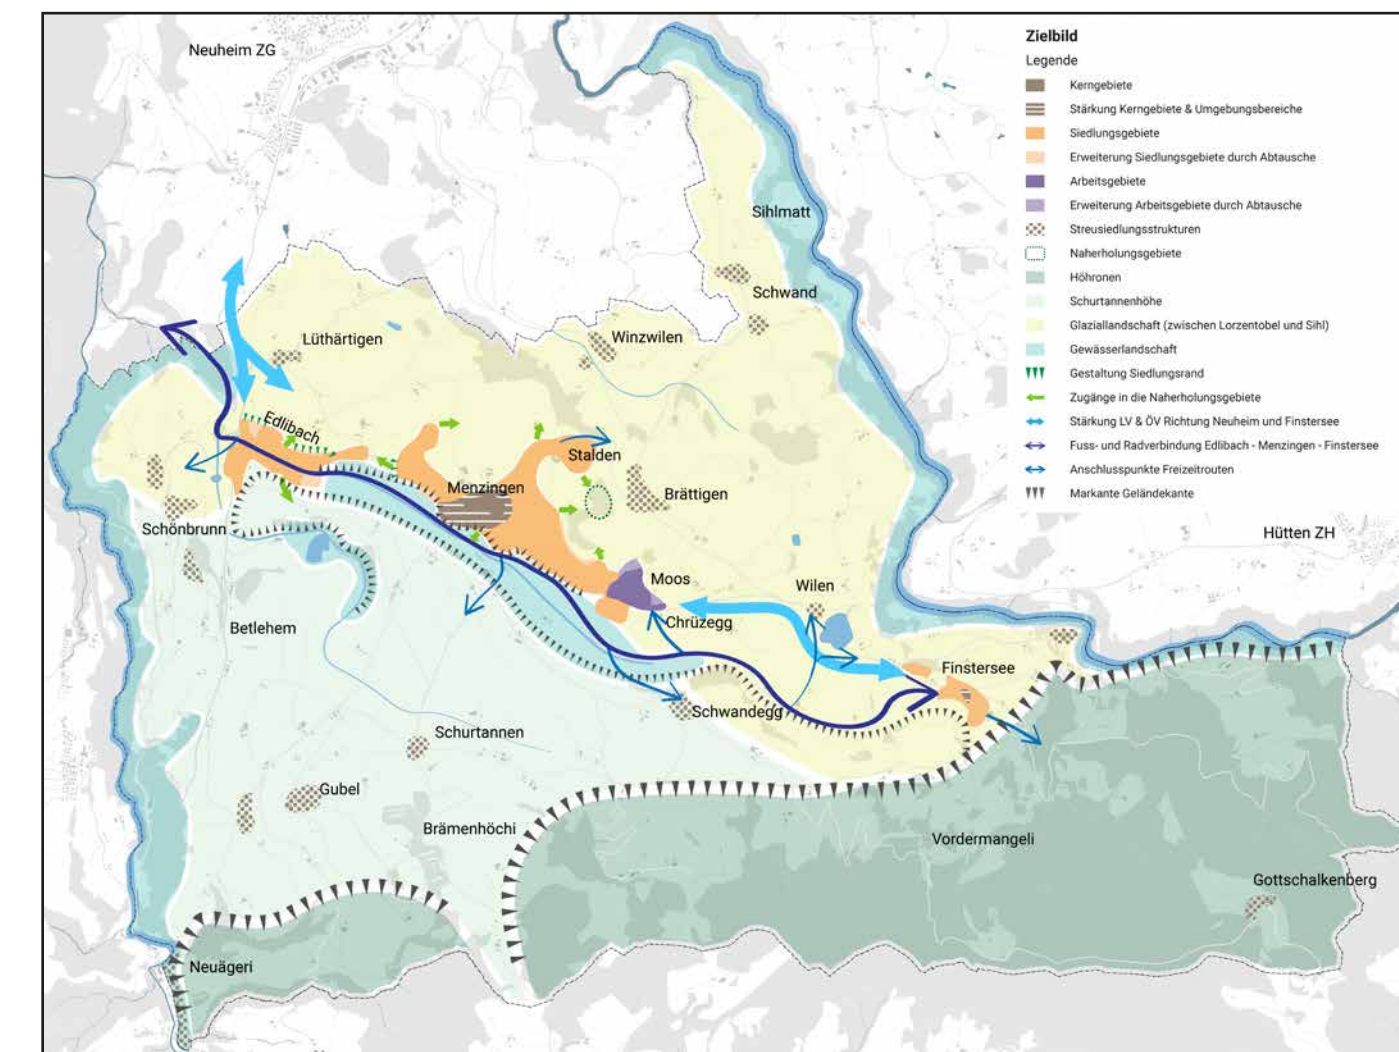 Zielbild
Legende
Kerngebiete
Stärkung Kerngebiete & Umgebungsbereiche
Siedlungsgebiete
Erweiterung Siedlungsgebiete durch Abtausche
Arbeitsgebiete
Erweiterung Arbeitsgebiete durch Abtausche
Streusiedlungsstrukturen
Naherholungsgebiete
Höhronen
Schurtannenhöhe
Glaziallandschaft (zwischen Lorzentobel und Sihl)
Gewässerlandschaft
Gestaltung Siedlungsrand
Zugänge in die Naherholungsgebiete
Stärkung LV & ÖV Richtung Neuheim und Finstersee
Fuss- und Radverbindung Edlibach - Menzingen - Finstersee
Anschlusspunkte Freizeitrouten
Markante Geländekante
Neuheim ZG
Sihlmatt
Schwand
Lüthärtigen
Winzwilen
Edlibach
Stalden
Menzingen
Brättigen
Schönbrunn
Hütten ZH
Moos
Wilen
Chrüzegg
Betlehem
Finstersee
Schwandegg
Schurtannen
Gubel
Brämenhöchi
Vordermangeli
Gottschalkenberg
Neuägeri